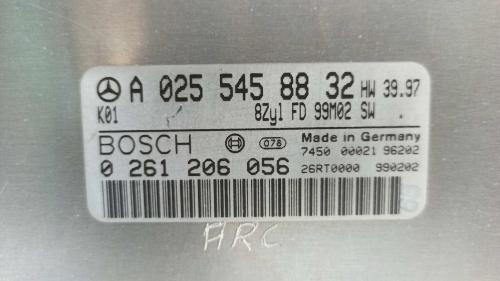 A 025 545 88 32 HW 39.97
K01 8Zyl FD 99M02 SW .
BOSCH 078 Made in Germany
7450 00021 96202
0 261 206 056 26RT0000 990202
ARC